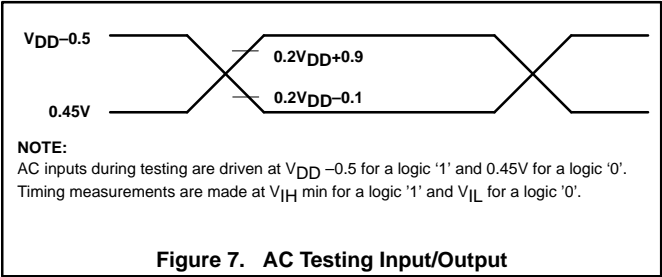 VDD–0.5
0.2VDD+0.9
0.2VDD–0.1
0.45V
NOTE:
AC inputs during testing are driven at VDD –0.5 for a logic ‘1’ and 0.45V for a logic ‘0’.
Timing measurements are made at VIH min for a logic ’1’ and VIL for a logic ’0’.
Figure 7. AC Testing Input/Output